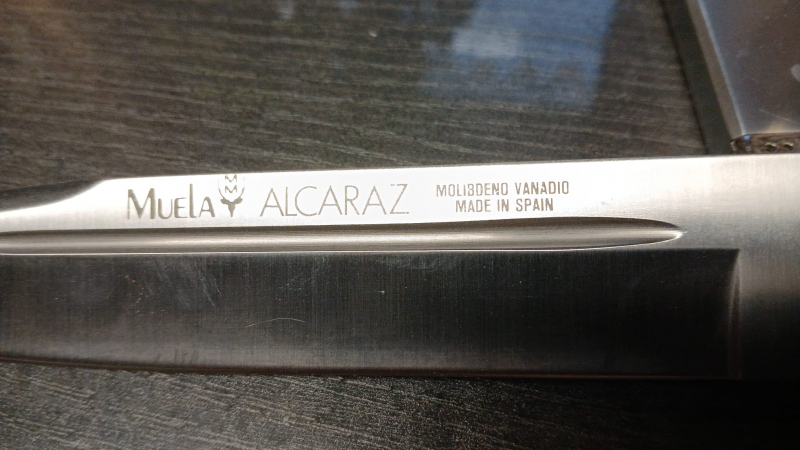 MUELA ALCARAZ
MOLIBDENO VANADIO
MADE IN SPAIN